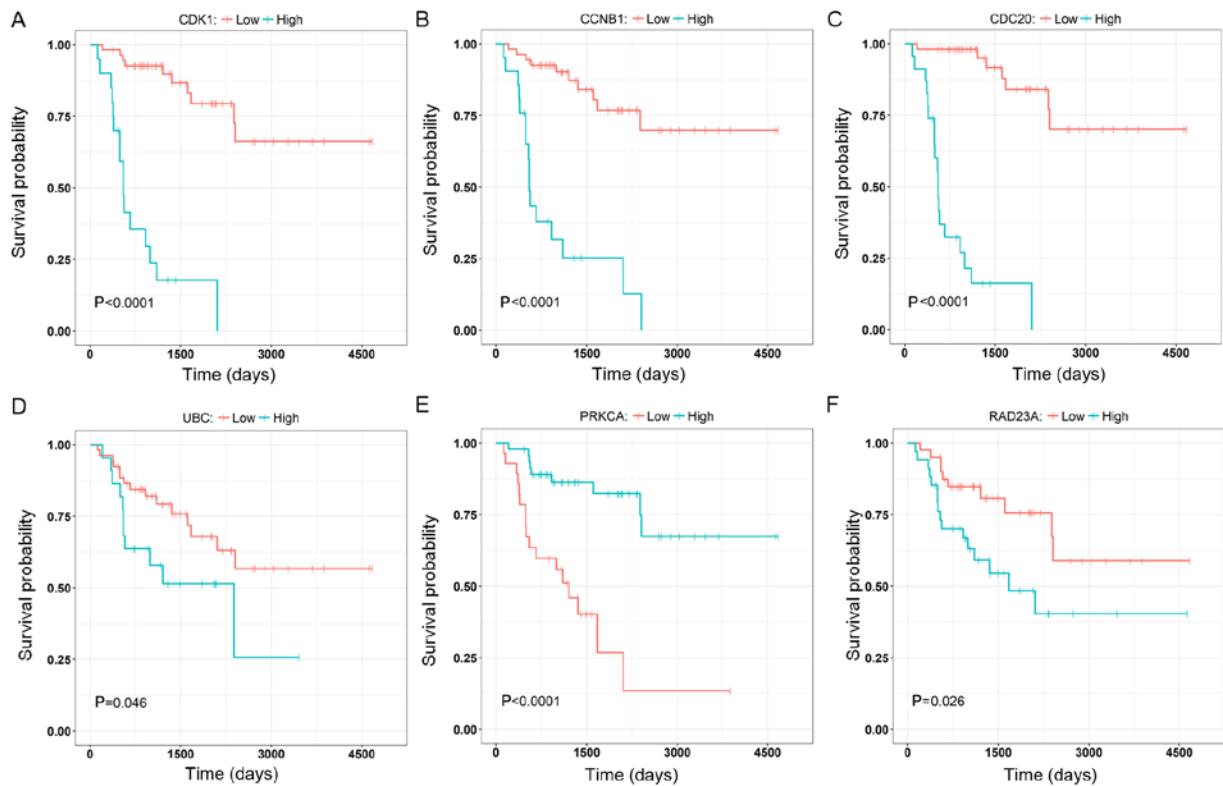 A
CDK1: Low High
Survival probability
1.00
0.75
0.50
0.25
0.00
P<0.0001
0 1500 3000 4500
Time (days)
B
CCNB1: Low High
Survival probability
1.00
0.75
0.50
0.25
0.00
P<0.0001
0 1500 3000 4500
Time (days)
C
CDC20: Low High
Survival probability
1.00
0.75
0.50
0.25
0.00
P<0.0001
0 1500 3000 4500
Time (days)
D
UBC: Low High
Survival probability
1.00
0.75
0.50
0.25
0.00
P=0.046
0 1500 3000 4500
Time (days)
E
PRKCA: Low High
Survival probability
1.00
0.75
0.50
0.25
0.00
P<0.0001
0 1500 3000 4500
Time (days)
F
RAD23A: Low High
Survival probability
1.00
0.75
0.50
0.25
0.00
P=0.026
0 1500 3000 4500
Time (days)